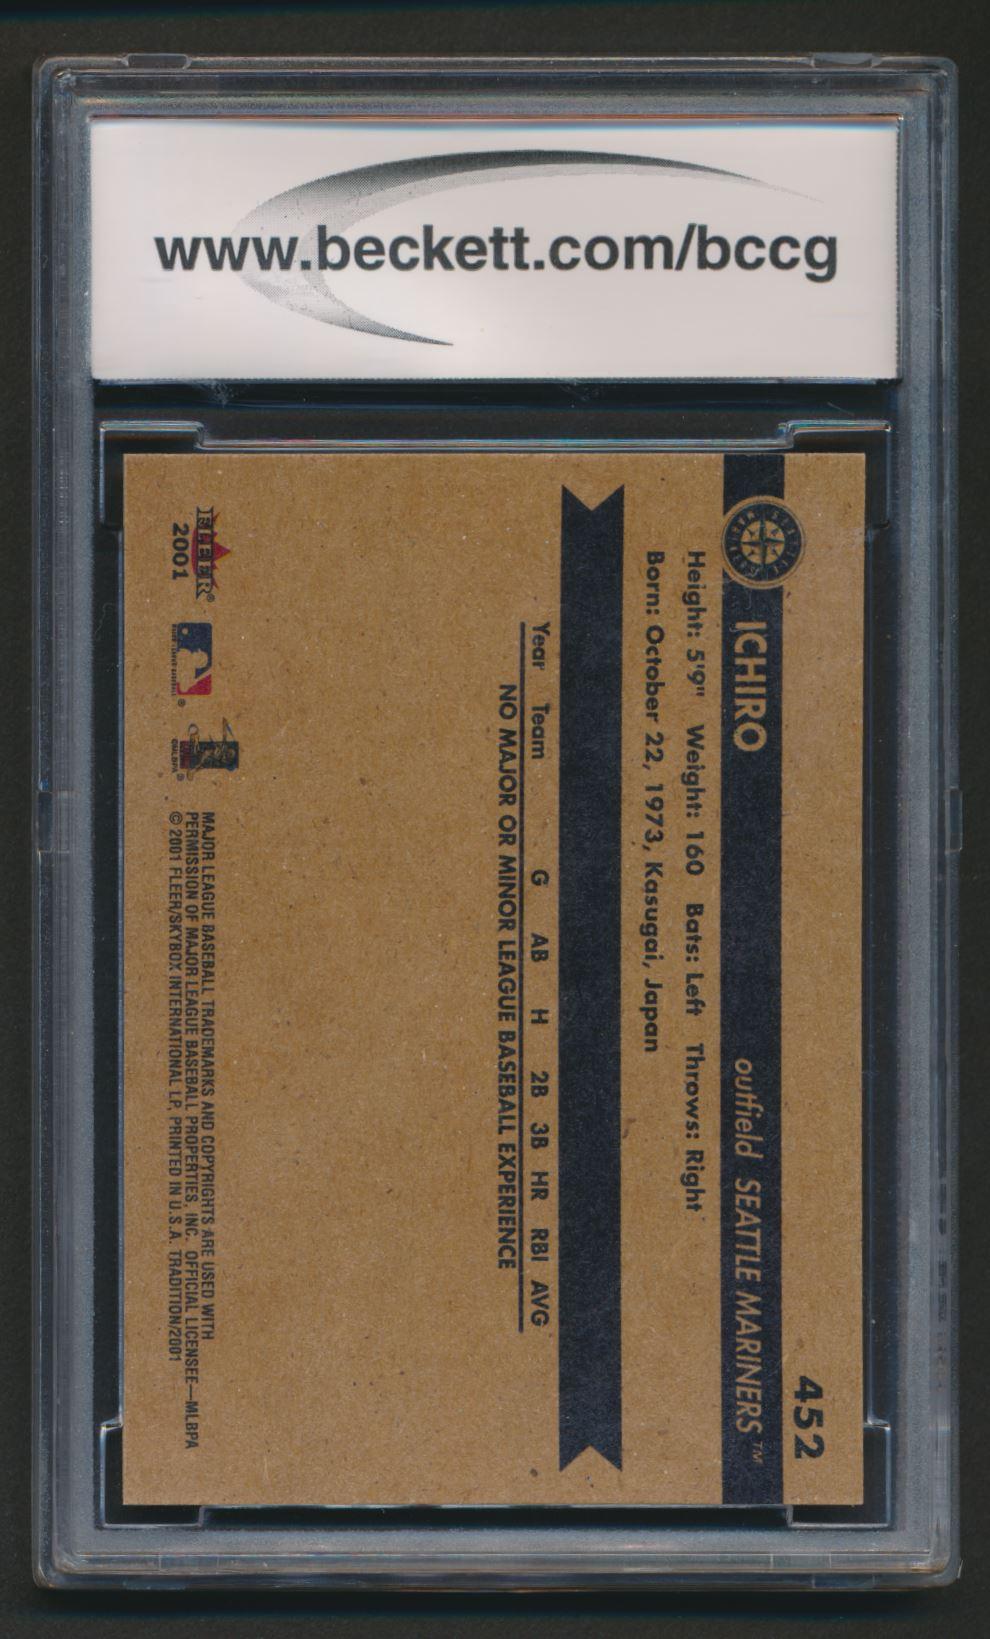 www.beckett.com/bccg
452
ICHIRO outfield SEATTLE MARINERS™
Height: 5'9" Weight: 160 Bats: Left Throws: Right
Born: October 22, 1973, Kasugai, Japan
Year Team G AB H 2B 3B HR RBI AVG
NO MAJOR OR MINOR LEAGUE BASEBALL EXPERIENCE
FLEER®
2001
©MLBPA
MAJOR LEAGUE BASEBALL TRADEMARKS AND COPYRIGHTS ARE USED WITH
PERMISSION OF MAJOR LEAGUE BASEBALL PROPERTIES, INC. OFFICIAL LICENSEE—MLBPA
© 2001 FLEER/SKYBOX INTERNATIONAL LP, PRINTED IN U.S.A. TRADITION/2001